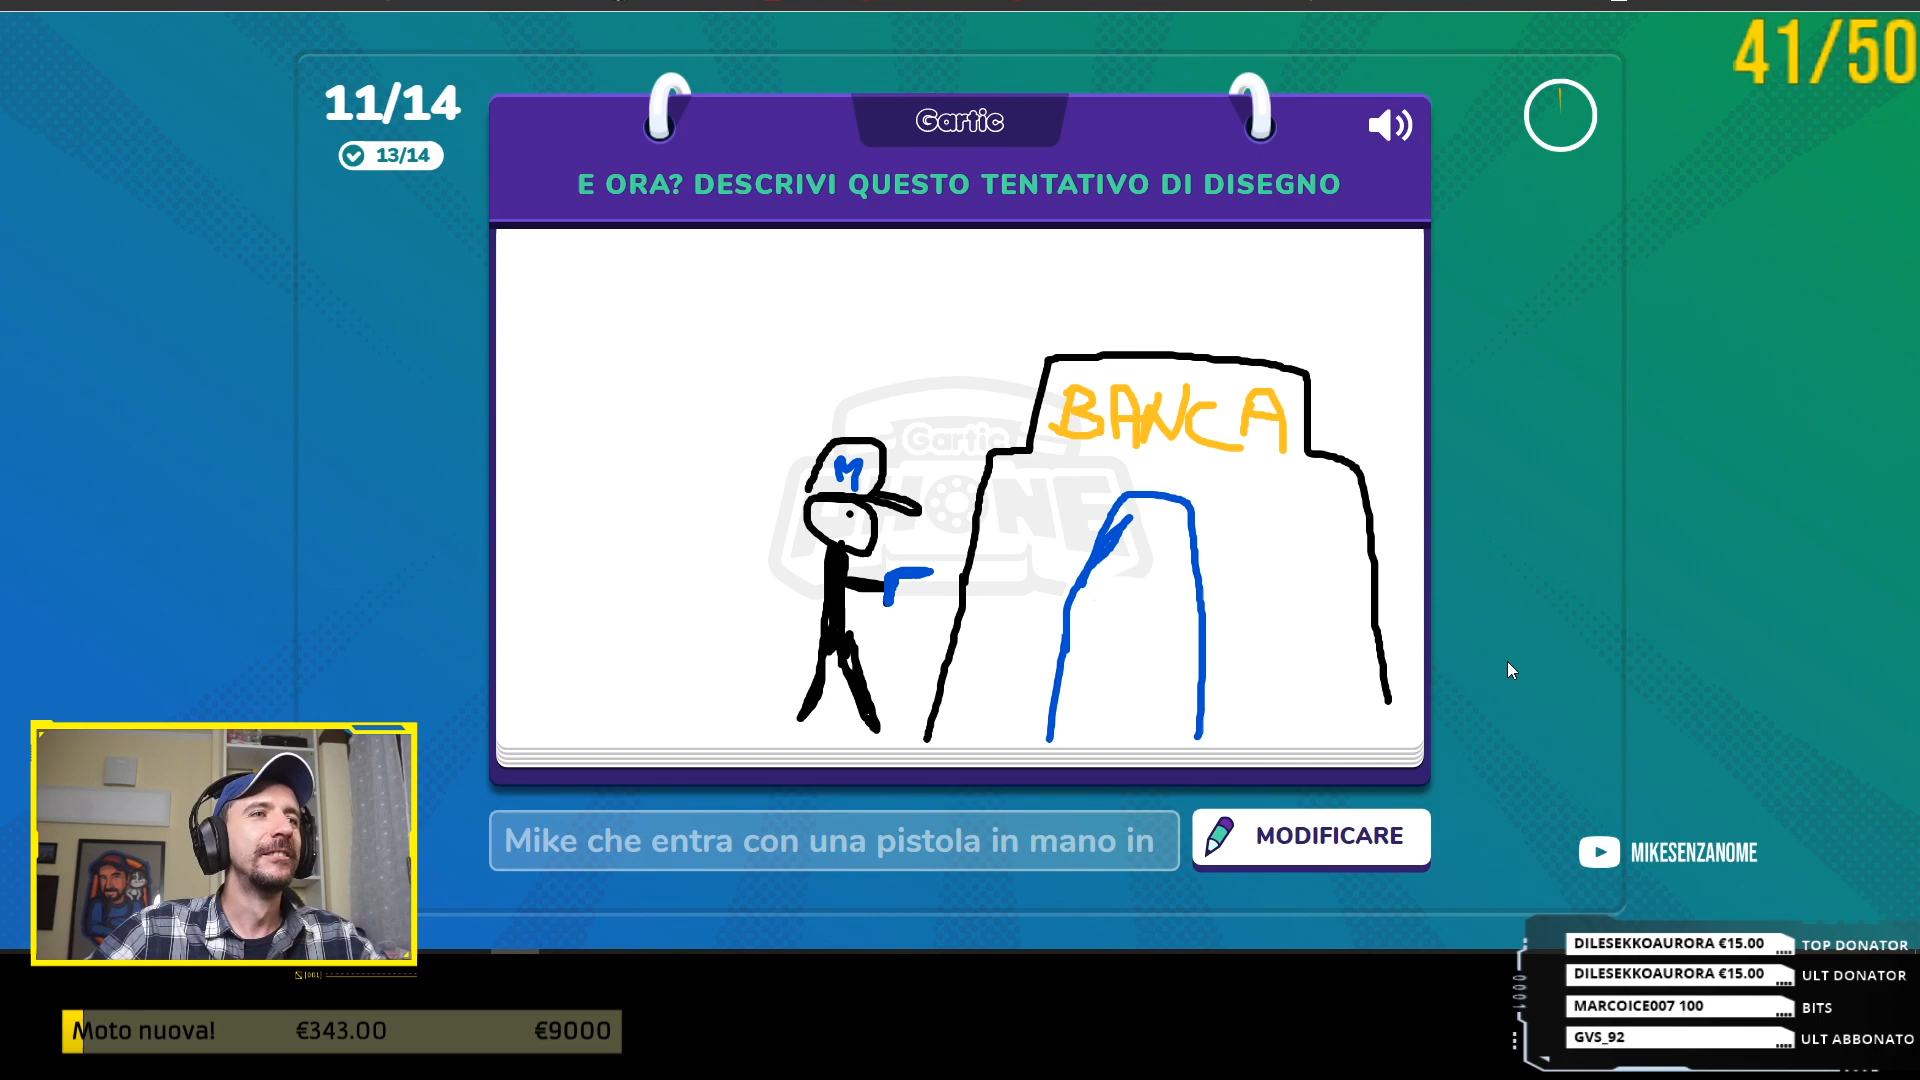 41/50
11/14
13/14
Gartic
E ORA? DESCRIVI QUESTO TENTATIVO DI DISEGNO
BANCA
M
Gartic
PHONE
Mike che entra con una pistola in mano in
MODIFICARE
MIKESENZANOME
DILESEKKOAURORA €15.00 TOP DONATOR
DILESEKKOAURORA €15.00 ULT DONATOR
MARCOICE007 100 BITS
GVS_92 ULT ABBONATO
Moto nuova! €343.00 €9000